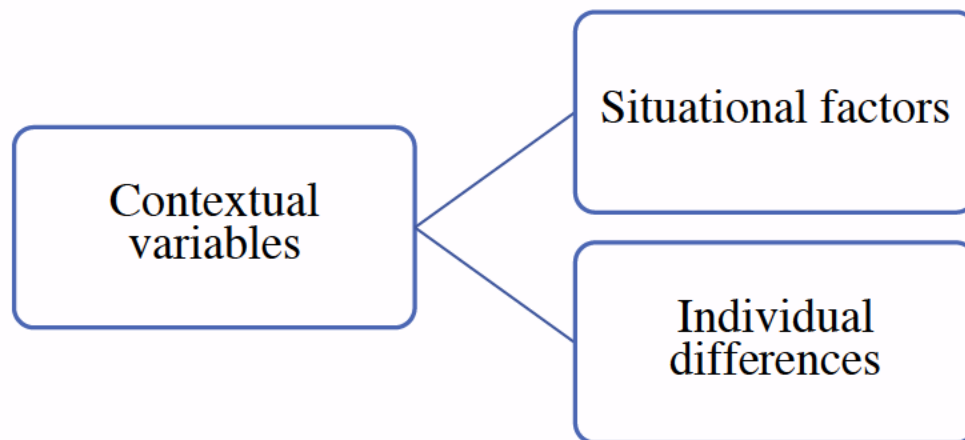 Contextual
variables
Situational factors
Individual
differences